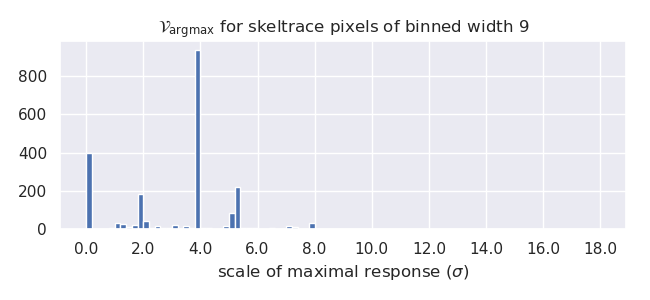 𝒱argmax for skeltrace pixels of binned width 9
800
600
400
200
0
0.0 2.0 4.0 6.0 8.0 10.0 12.0 14.0 16.0 18.0
scale of maximal response (σ)